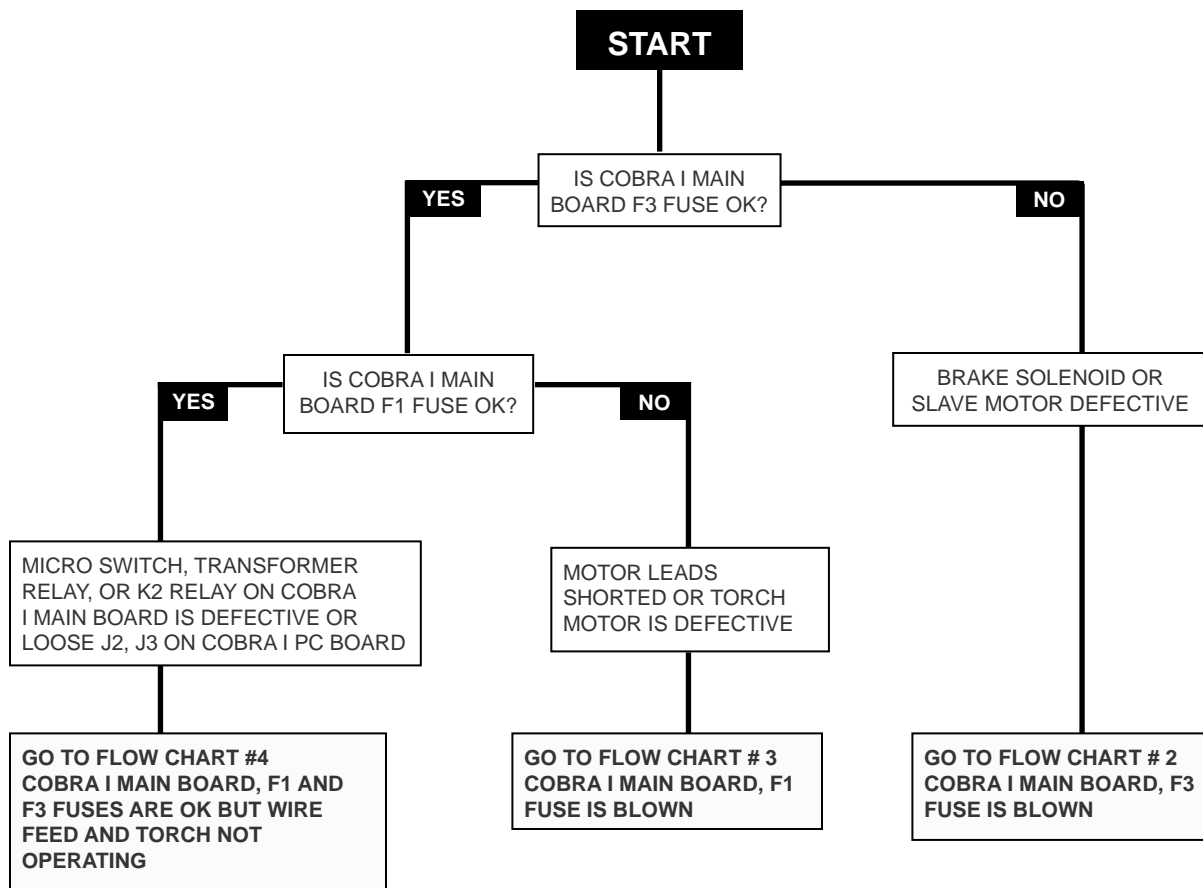 START
IS COBRA I MAIN
BOARD F3 FUSE OK?
YES
NO
IS COBRA I MAIN
BOARD F1 FUSE OK?
YES
NO
BRAKE SOLENOID OR
SLAVE MOTOR DEFECTIVE
MICRO SWITCH, TRANSFORMER
RELAY, OR K2 RELAY ON COBRA
I MAIN BOARD IS DEFECTIVE OR
LOOSE J2, J3 ON COBRA I PC BOARD
MOTOR LEADS
SHORTED OR TORCH
MOTOR IS DEFECTIVE
GO TO FLOW CHART #4
COBRA I MAIN BOARD, F1 AND
F3 FUSES ARE OK BUT WIRE
FEED AND TORCH NOT
OPERATING
GO TO FLOW CHART # 3
COBRA I MAIN BOARD, F1
FUSE IS BLOWN
GO TO FLOW CHART # 2
COBRA I MAIN BOARD, F3
FUSE IS BLOWN